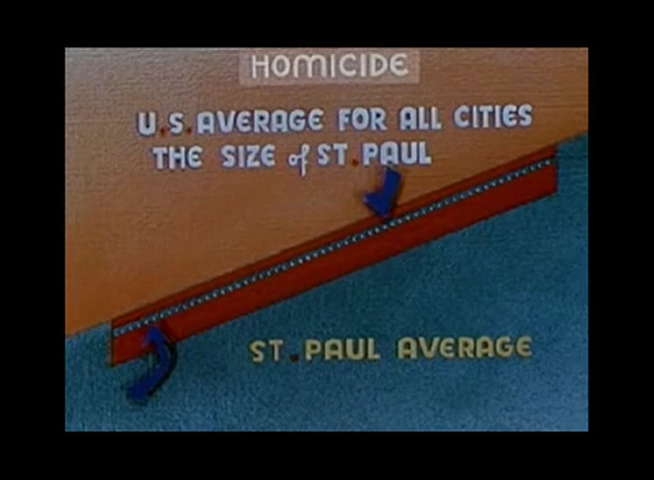 HOMICIDE
U.S. AVERAGE FOR ALL CITIES
THE SIZE of ST. PAUL
ST. PAUL AVERAGE